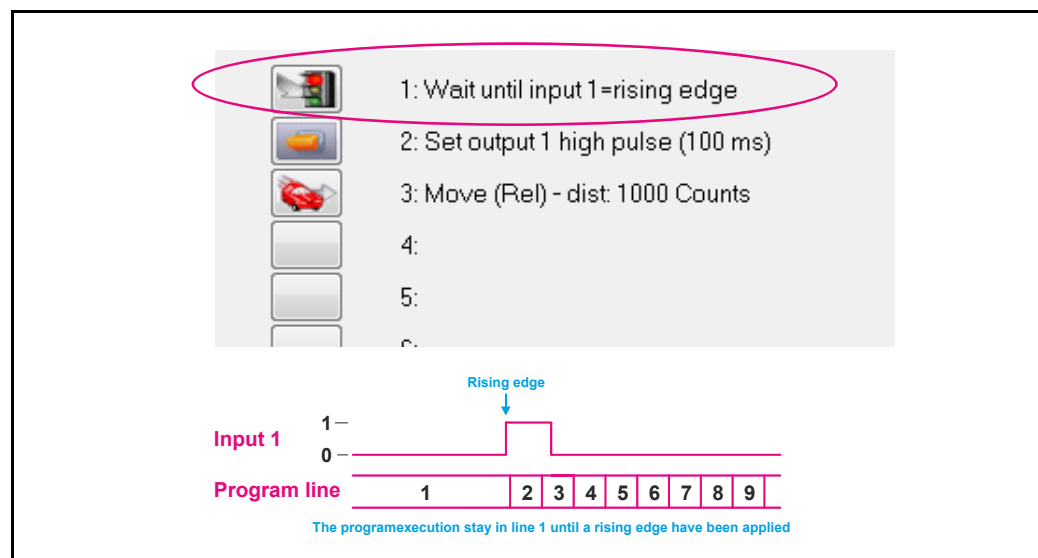 1: Wait until input 1=rising edge
2: Set output 1 high pulse (100 ms)
3: Move (Rel) - dist: 1000 Counts
4:
5:
Rising edge
Input 1
1
0
Program line 1 2 3 4 5 6 7 8 9
The programexecution stay in line 1 until a rising edge have been applied